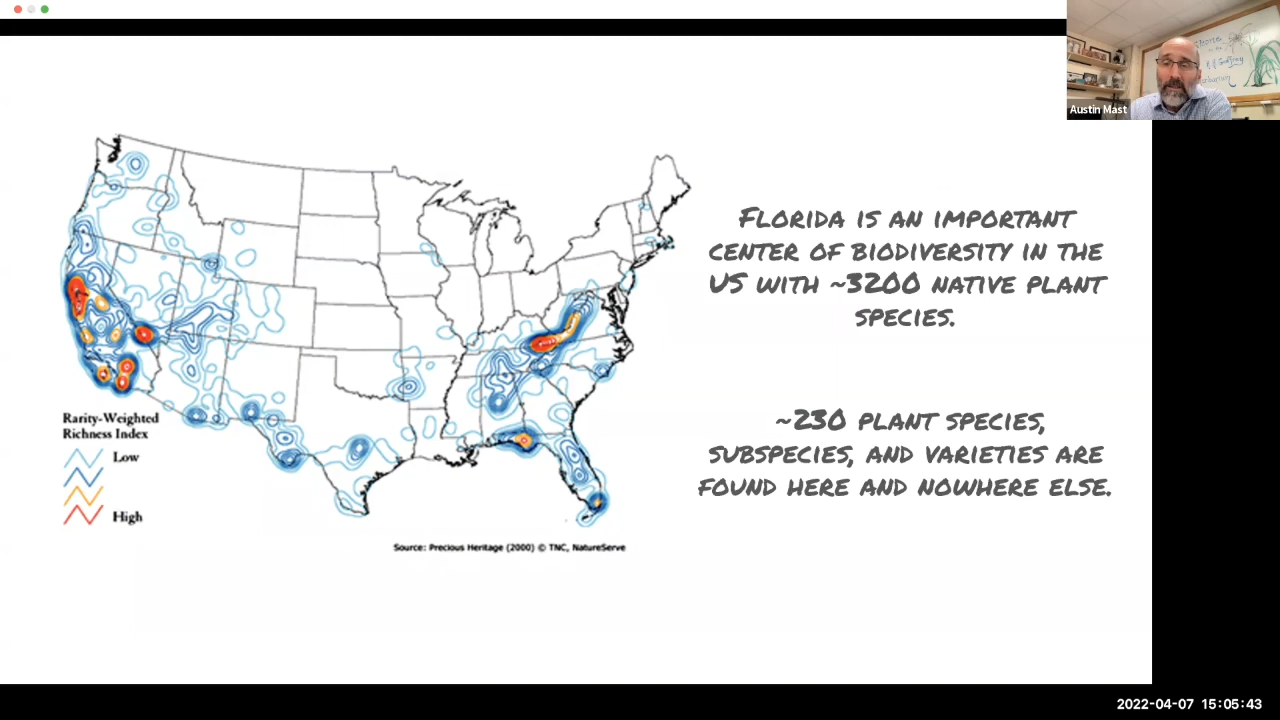 Austin Mast
FLORIDA IS AN IMPORTANT
CENTER OF BIODIVERSITY IN THE
US WITH ~3200 NATIVE PLANT
SPECIES.
~230 PLANT SPECIES,
SUBSPECIES, AND VARIETIES ARE
FOUND HERE AND NOWHERE ELSE.
Rarity-Weighted
Richness Index
Low
High
Source: Precious Heritage (2000) © TNC, NatureServe
2022-04-07 15:05:43